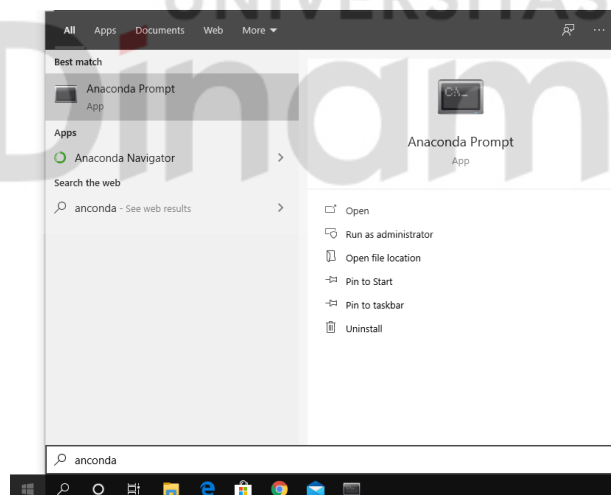 UNIVERSITAS
Dinam
All Apps Documents Web More
Best match
Anaconda Prompt
App
Apps
Anaconda Navigator
Search the web
anconda - See web results
C:\_
Anaconda Prompt
App
Open
Run as administrator
Open file location
Pin to Start
Pin to taskbar
Uninstall
anconda